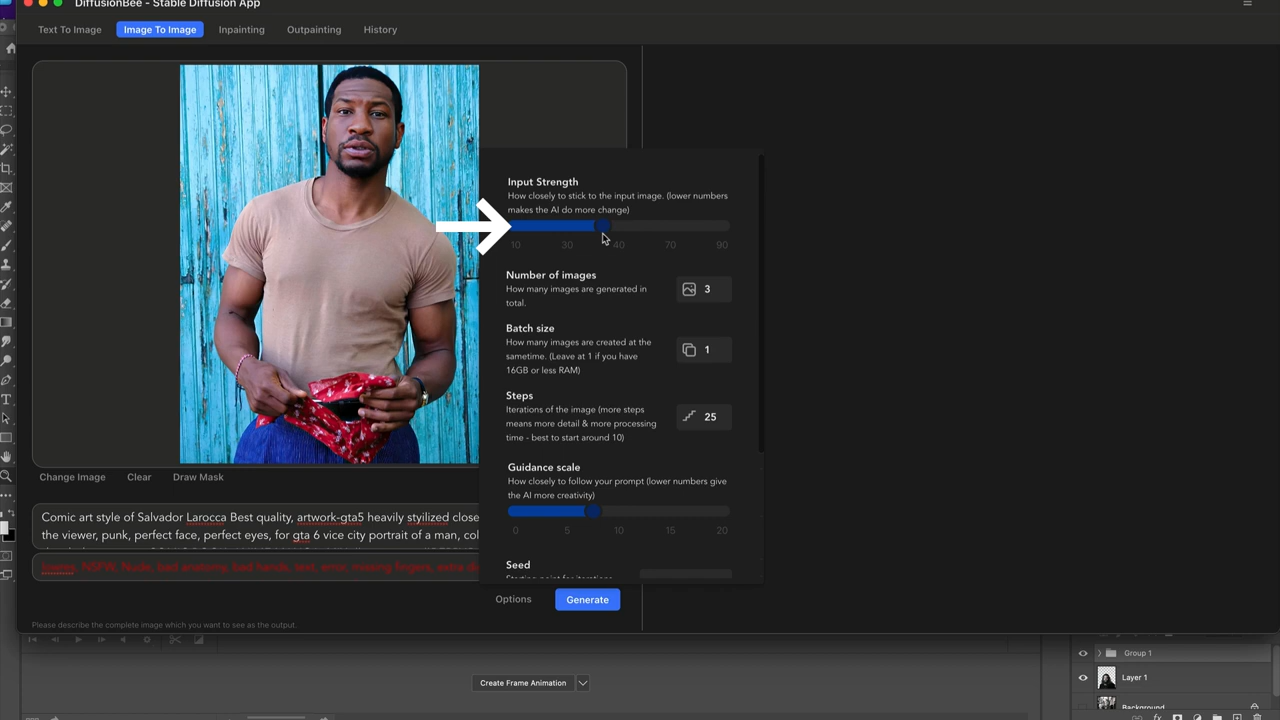 DiffusionBee - Stable Diffusion App
Text To Image
Image To Image
Inpainting
Outpainting
History
Input Strength
How closely to stick to the input image. (lower numbers
makes the AI do more change)
10 30 40 70 90
Number of images
How many images are generated in
total.
3
Batch size
How many images are created at the
sametime. (Leave at 1 if you have
16GB or less RAM)
1
Steps
Iterations of the image (more steps
means more detail & more processing
time - best to start around 10)
25
Guidance scale
How closely to follow your prompt (lower numbers give
the AI more creativity)
0 5 10 15 20
Seed
Change Image
Clear
Draw Mask
Comic art style of Salvador Larocca Best quality, artwork-gta5 heavily stylized close
the viewer, punk, perfect face, perfect eyes, for gta 6 vice city portrait of a man, col
lowres, NSFW, Nude, bad anatomy, bad hands, text, error, missing fingers, extra di
Options
Generate
Please describe the complete image which you want to see as the output.
Create Frame Animation
Group 1
Layer 1
Background